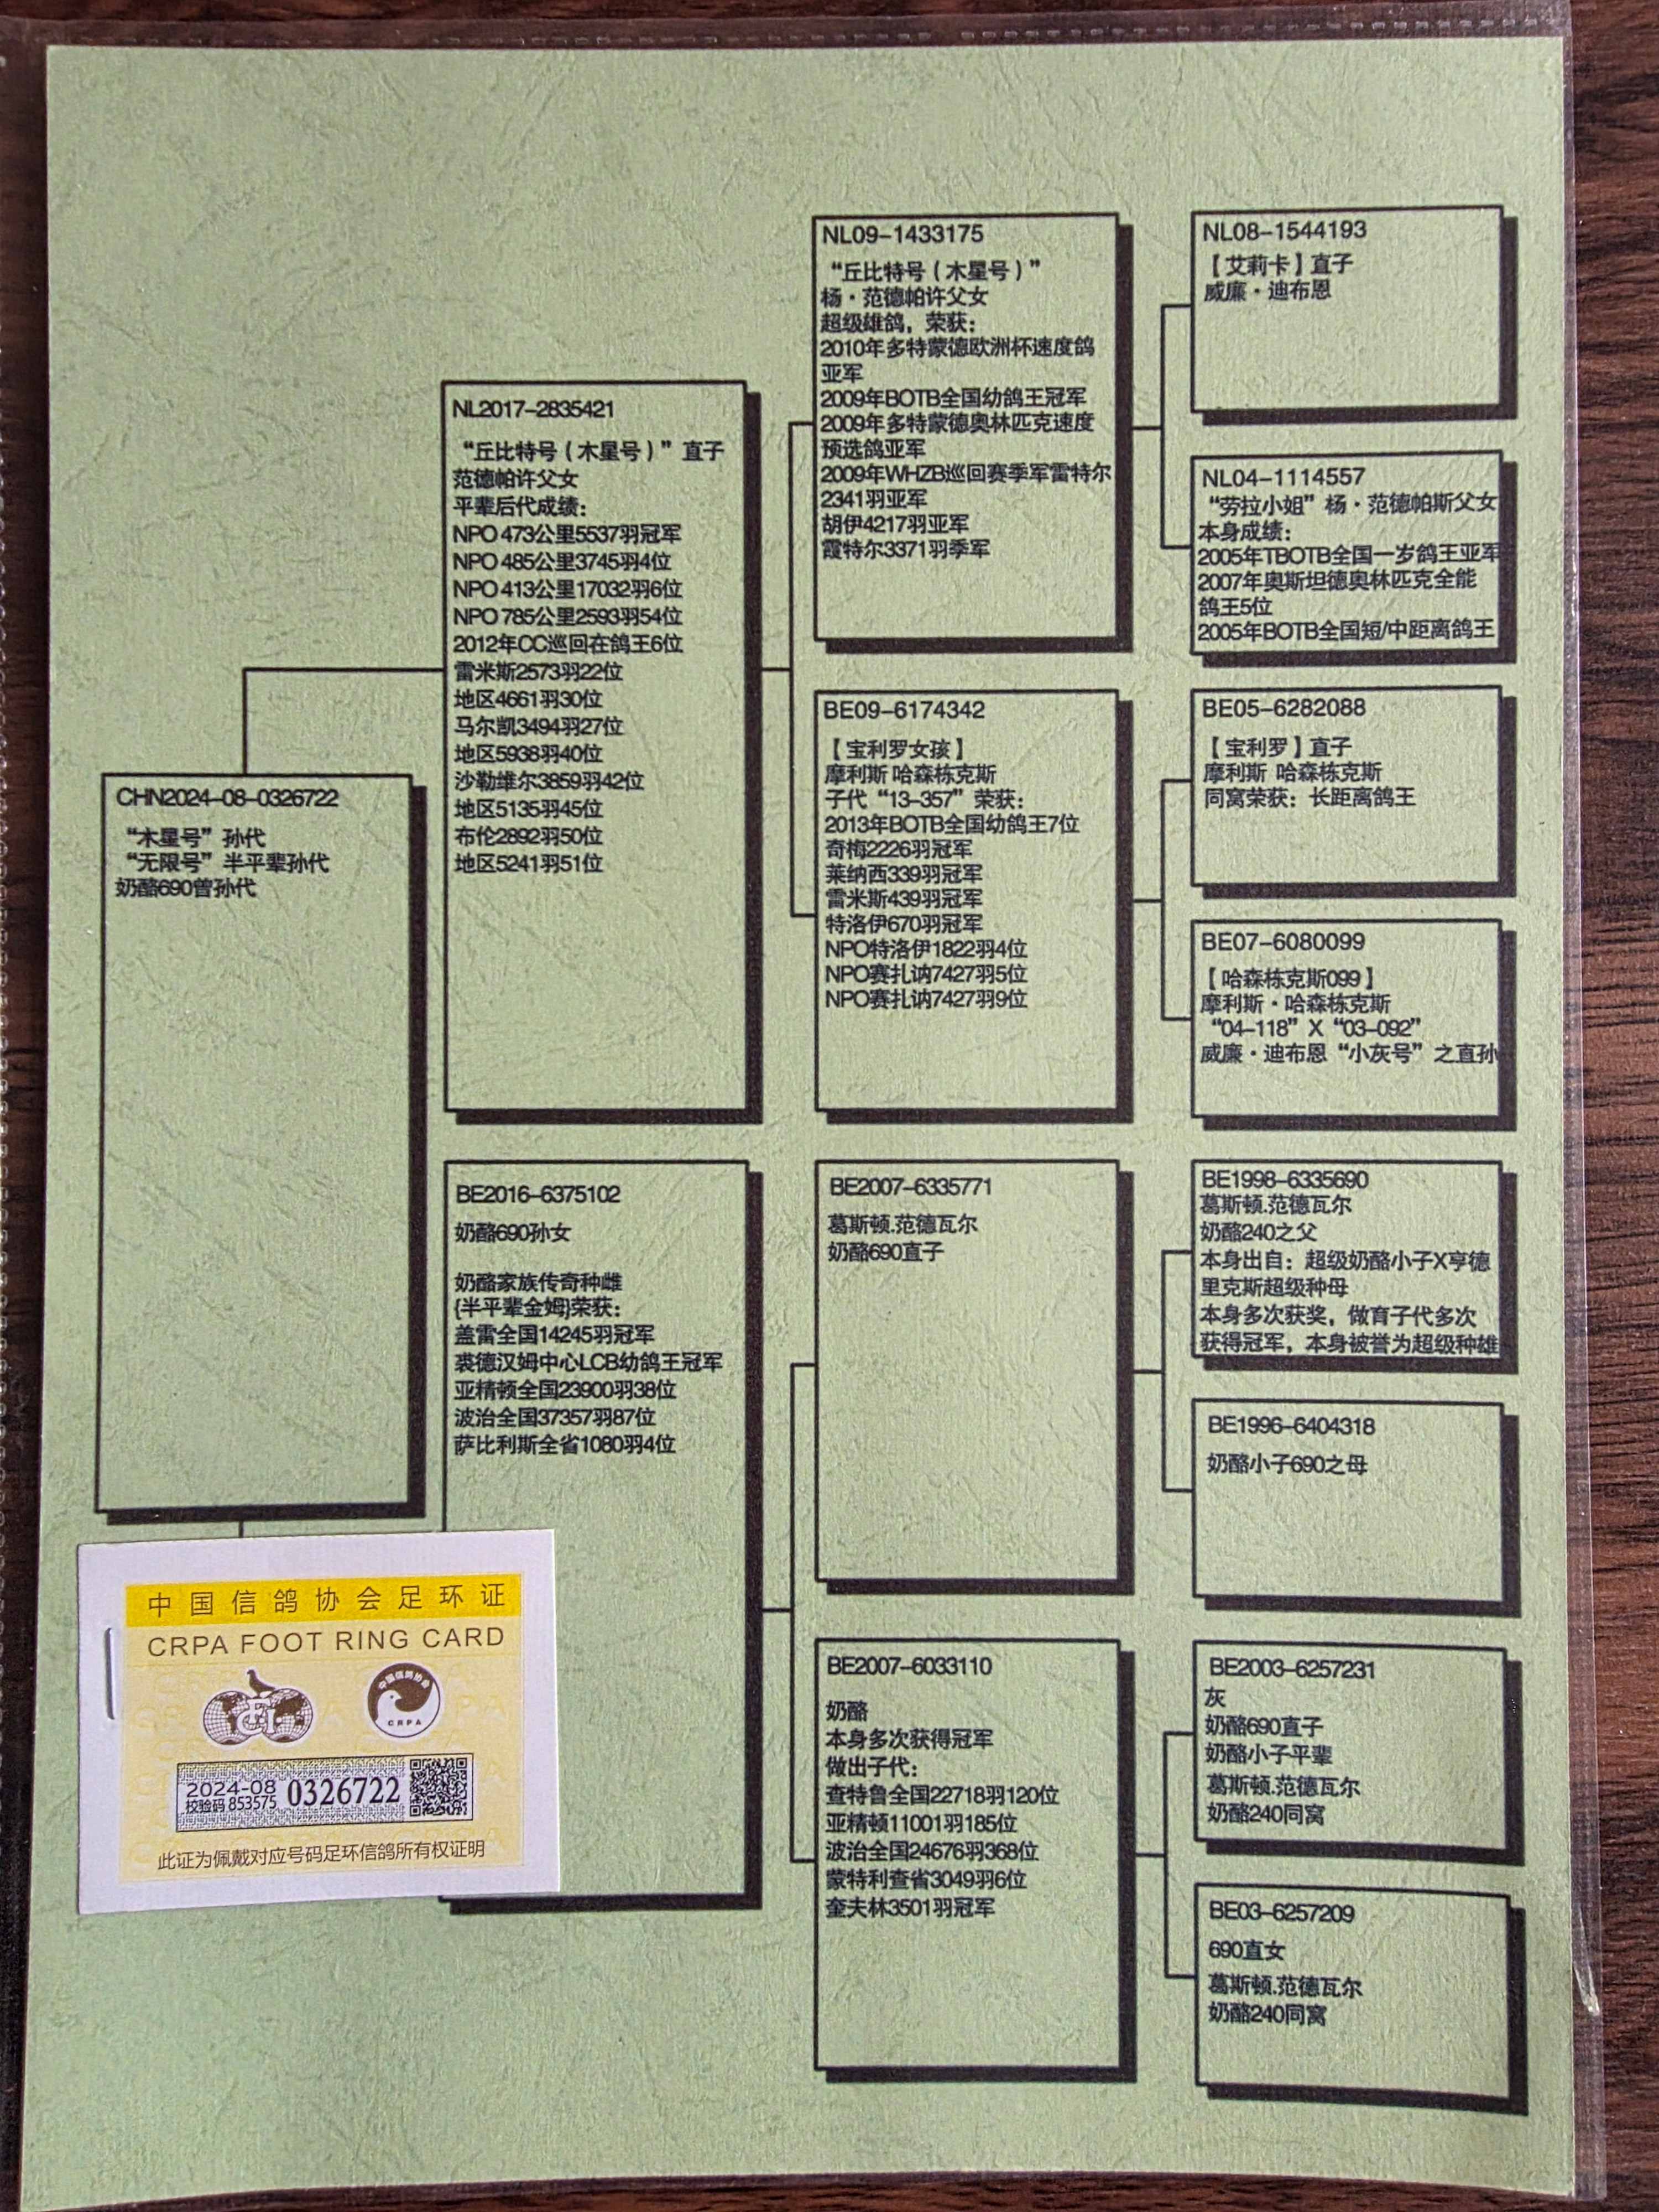 CHN2024-08-0326722
“木星号”孙代
“无限号”半平辈孙代
奶酪690曾孙代
NL2017-2835421
“丘比特号（木星号）”直子
范德帕许父女
平辈后代成绩：
NPO 473公里5537羽冠军
NPO 485公里3745羽4位
NPO 413公里17032羽6位
NPO 785公里2593羽54位
2012年CC巡回在鸽王6位
雷米斯2573羽22位
地区4661羽30位
马尔凯3494羽27位
地区5938羽40位
沙勒维尔3859羽42位
地区5135羽45位
布伦2892羽50位
地区5241羽51位
BE2016-6375102
奶酪690孙女
奶酪家族传奇种雌
{半平辈金姆}荣获：
盖雷全国14245羽冠军
裘德汉姆中心LCB幼鸽王冠军
亚精顿全国23900羽38位
波治全国37357羽87位
萨比利斯全省1080羽4位
NL09-1433175
“丘比特号（木星号）”
杨·范德帕许父女
超级雄鸽，荣获：
2010年多特蒙德欧洲杯速度鸽
亚军
2009年BOTB全国幼鸽王冠军
2009年多特蒙德奥林匹克速度
预选鸽亚军
2009年WHZB巡回赛季军雷特尔
2341羽亚军
胡伊4217羽亚军
霞特尔3371羽季军
BE09-6174342
【宝利罗女孩】
摩利斯 哈森栋克斯
子代“13-357”荣获：
2013年BOTB全国幼鸽王7位
奇梅2226羽冠军
莱纳西339羽冠军
雷米斯439羽冠军
特洛伊670羽冠军
NPO特洛伊1822羽4位
NPO赛扎讷7427羽5位
NPO赛扎讷7427羽9位
BE2007-6335771
葛斯顿.范德瓦尔
奶酪690直子
BE2007-6033110
奶酪
本身多次获得冠军
做出子代：
查特鲁全国22718羽120位
亚精顿11001羽185位
波治全国24676羽368位
蒙特利查省3049羽6位
奎夫林3501羽冠军
NL08-1544193
【艾莉卡】直子
威廉·迪布恩
NL04-1114557
“劳拉小姐”杨·范德帕斯父女
本身成绩：
2005年TBOTB全国一岁鸽王亚军
2007年奥斯坦德奥林匹克全能
鸽王5位
2005年BOTB全国短/中距离鸽王
BE05-6282088
【宝利罗】直子
摩利斯 哈森栋克斯
同窝荣获：长距离鸽王
BE07-6080099
【哈森栋克斯099】
摩利斯·哈森栋克斯
“04-118”X“03-092”
威廉·迪布恩“小灰号”之直孙
BE1998-6335690
葛斯顿.范德瓦尔
奶酪240之父
本身出自：超级奶酪小子X亨德
里克斯超级种母
本身多次获奖，做育子代多次
获得冠军，本身被誉为超级种雄
BE1996-6404318
奶酪小子690之母
BE2003-6257231
灰
奶酪690直子
奶酪小子平辈
葛斯顿.范德瓦尔
奶酪240同窝
BE03-6257209
690直女
葛斯顿.范德瓦尔
奶酪240同窝
中国信鸽协会足环证
CRPA FOOT RING CARD
FCI
中国信鸽协会
CRPA
2024-08 0326722
校验码 853575
此证为佩戴对应号码足环信鸽所有权证明